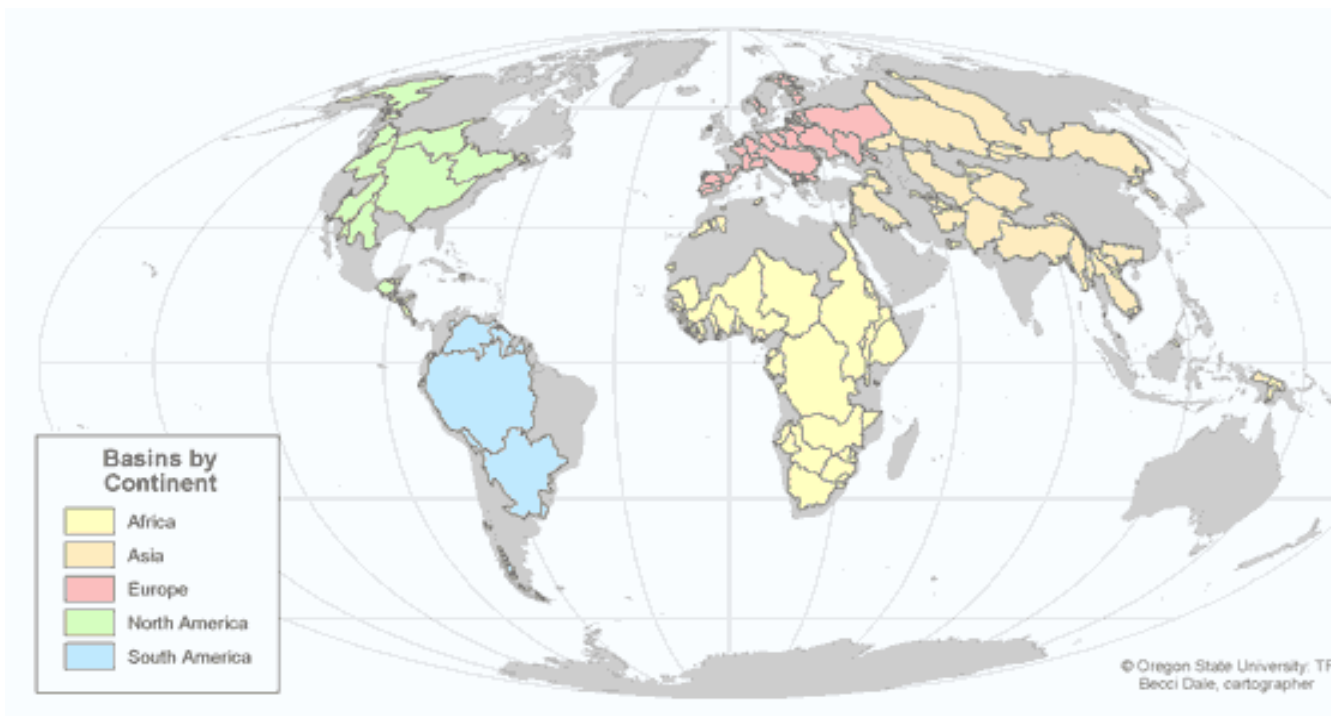 Basins by
Continent
Africa
Asia
Europe
North America
South America
© Oregon State University: TF
Becci Dale, cartographer